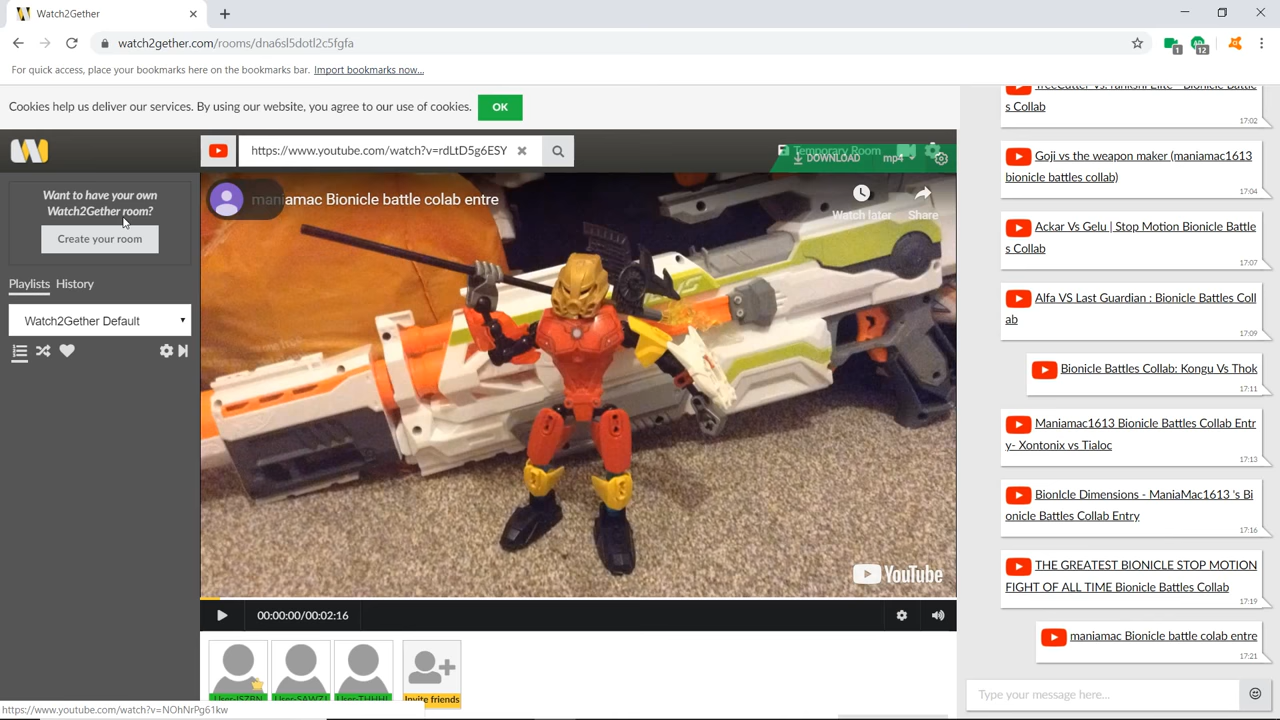 Watch2Gether
watch2gether.com/rooms/dna6sl5dotl2c5fgfa
1
12
For quick access, place your bookmarks here on the bookmarks bar. Import bookmarks now...
Cookies help us deliver our services. By using our website, you agree to our use of cookies.
OK
https://www.youtube.com/watch?v=rdLtD5g6ESY
Temporary Room
DOWNLOAD
mp4
Want to have your own
Watch2Gether room?
Create your room
Playlists History
Watch2Gether Default
maniamac Bionicle battle colab entre
Watch later
Share
YouTube
00:00:00/00:02:16
Invite friends
https://www.youtube.com/watch?v=NOhNrPg61kw
s Collab
17:02
Goji vs the weapon maker (maniamac1613
bionicle battles collab)
17:04
Ackar Vs Gelu | Stop Motion Bionicle Battle
s Collab
17:07
Alfa VS Last Guardian : Bionicle Battles Coll
ab
17:09
Bionicle Battles Collab: Kongu Vs Thok
17:11
Maniamac1613 Bionicle Battles Collab Entr
y- Xontonix vs Tialoc
17:13
BionIcle Dimensions - ManiaMac1613 's Bi
onicle Battles Collab Entry
17:16
THE GREATEST BIONICLE STOP MOTION
FIGHT OF ALL TIME Bionicle Battles Collab
17:19
maniamac Bionicle battle colab entre
17:21
Type your message here...